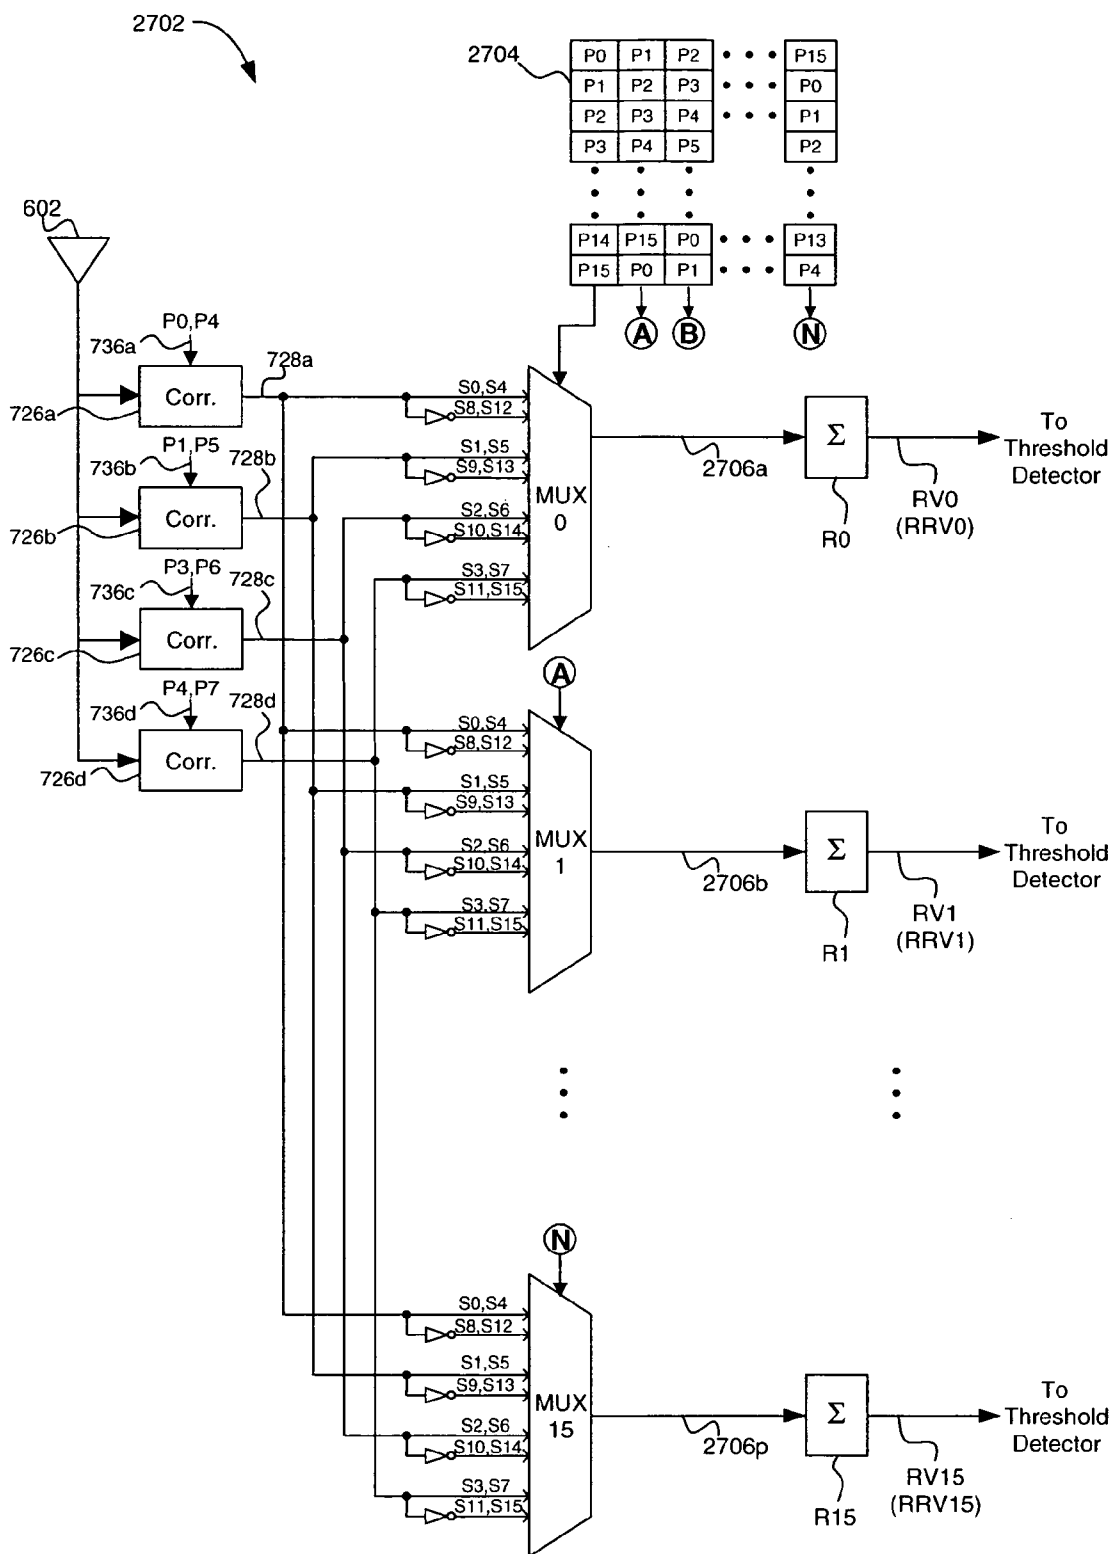 2702
2704
P0 P1 P2 P15
P1 P2 P3 P0
P2 P3 P4 P1
P3 P4 P5 P2
P14 P15 P0 P13
P15 P0 P1 P4
A B N
602
P0,P4
736a
Corr.
726a
728a
P1,P5
736b
Corr.
726b
728b
P3,P6
736c
Corr.
726c
728c
P4,P7
736d
Corr.
726d
728d
S0,S4
S8,S12
S1,S5
S9,S13
S2,S6
S10,S14
S3,S7
S11,S15
MUX
0
2706a
Σ
R0
RV0
(RRV0)
To
Threshold
Detector
A
S0,S4
S8,S12
S1,S5
S9,S13
S2,S6
S10,S14
S3,S7
S11,S15
MUX
1
2706b
Σ
R1
RV1
(RRV1)
To
Threshold
Detector
N
S0,S4
S8,S12
S1,S5
S9,S13
S2,S6
S10,S14
S3,S7
S11,S15
MUX
15
2706p
Σ
R15
RV15
(RRV15)
To
Threshold
Detector